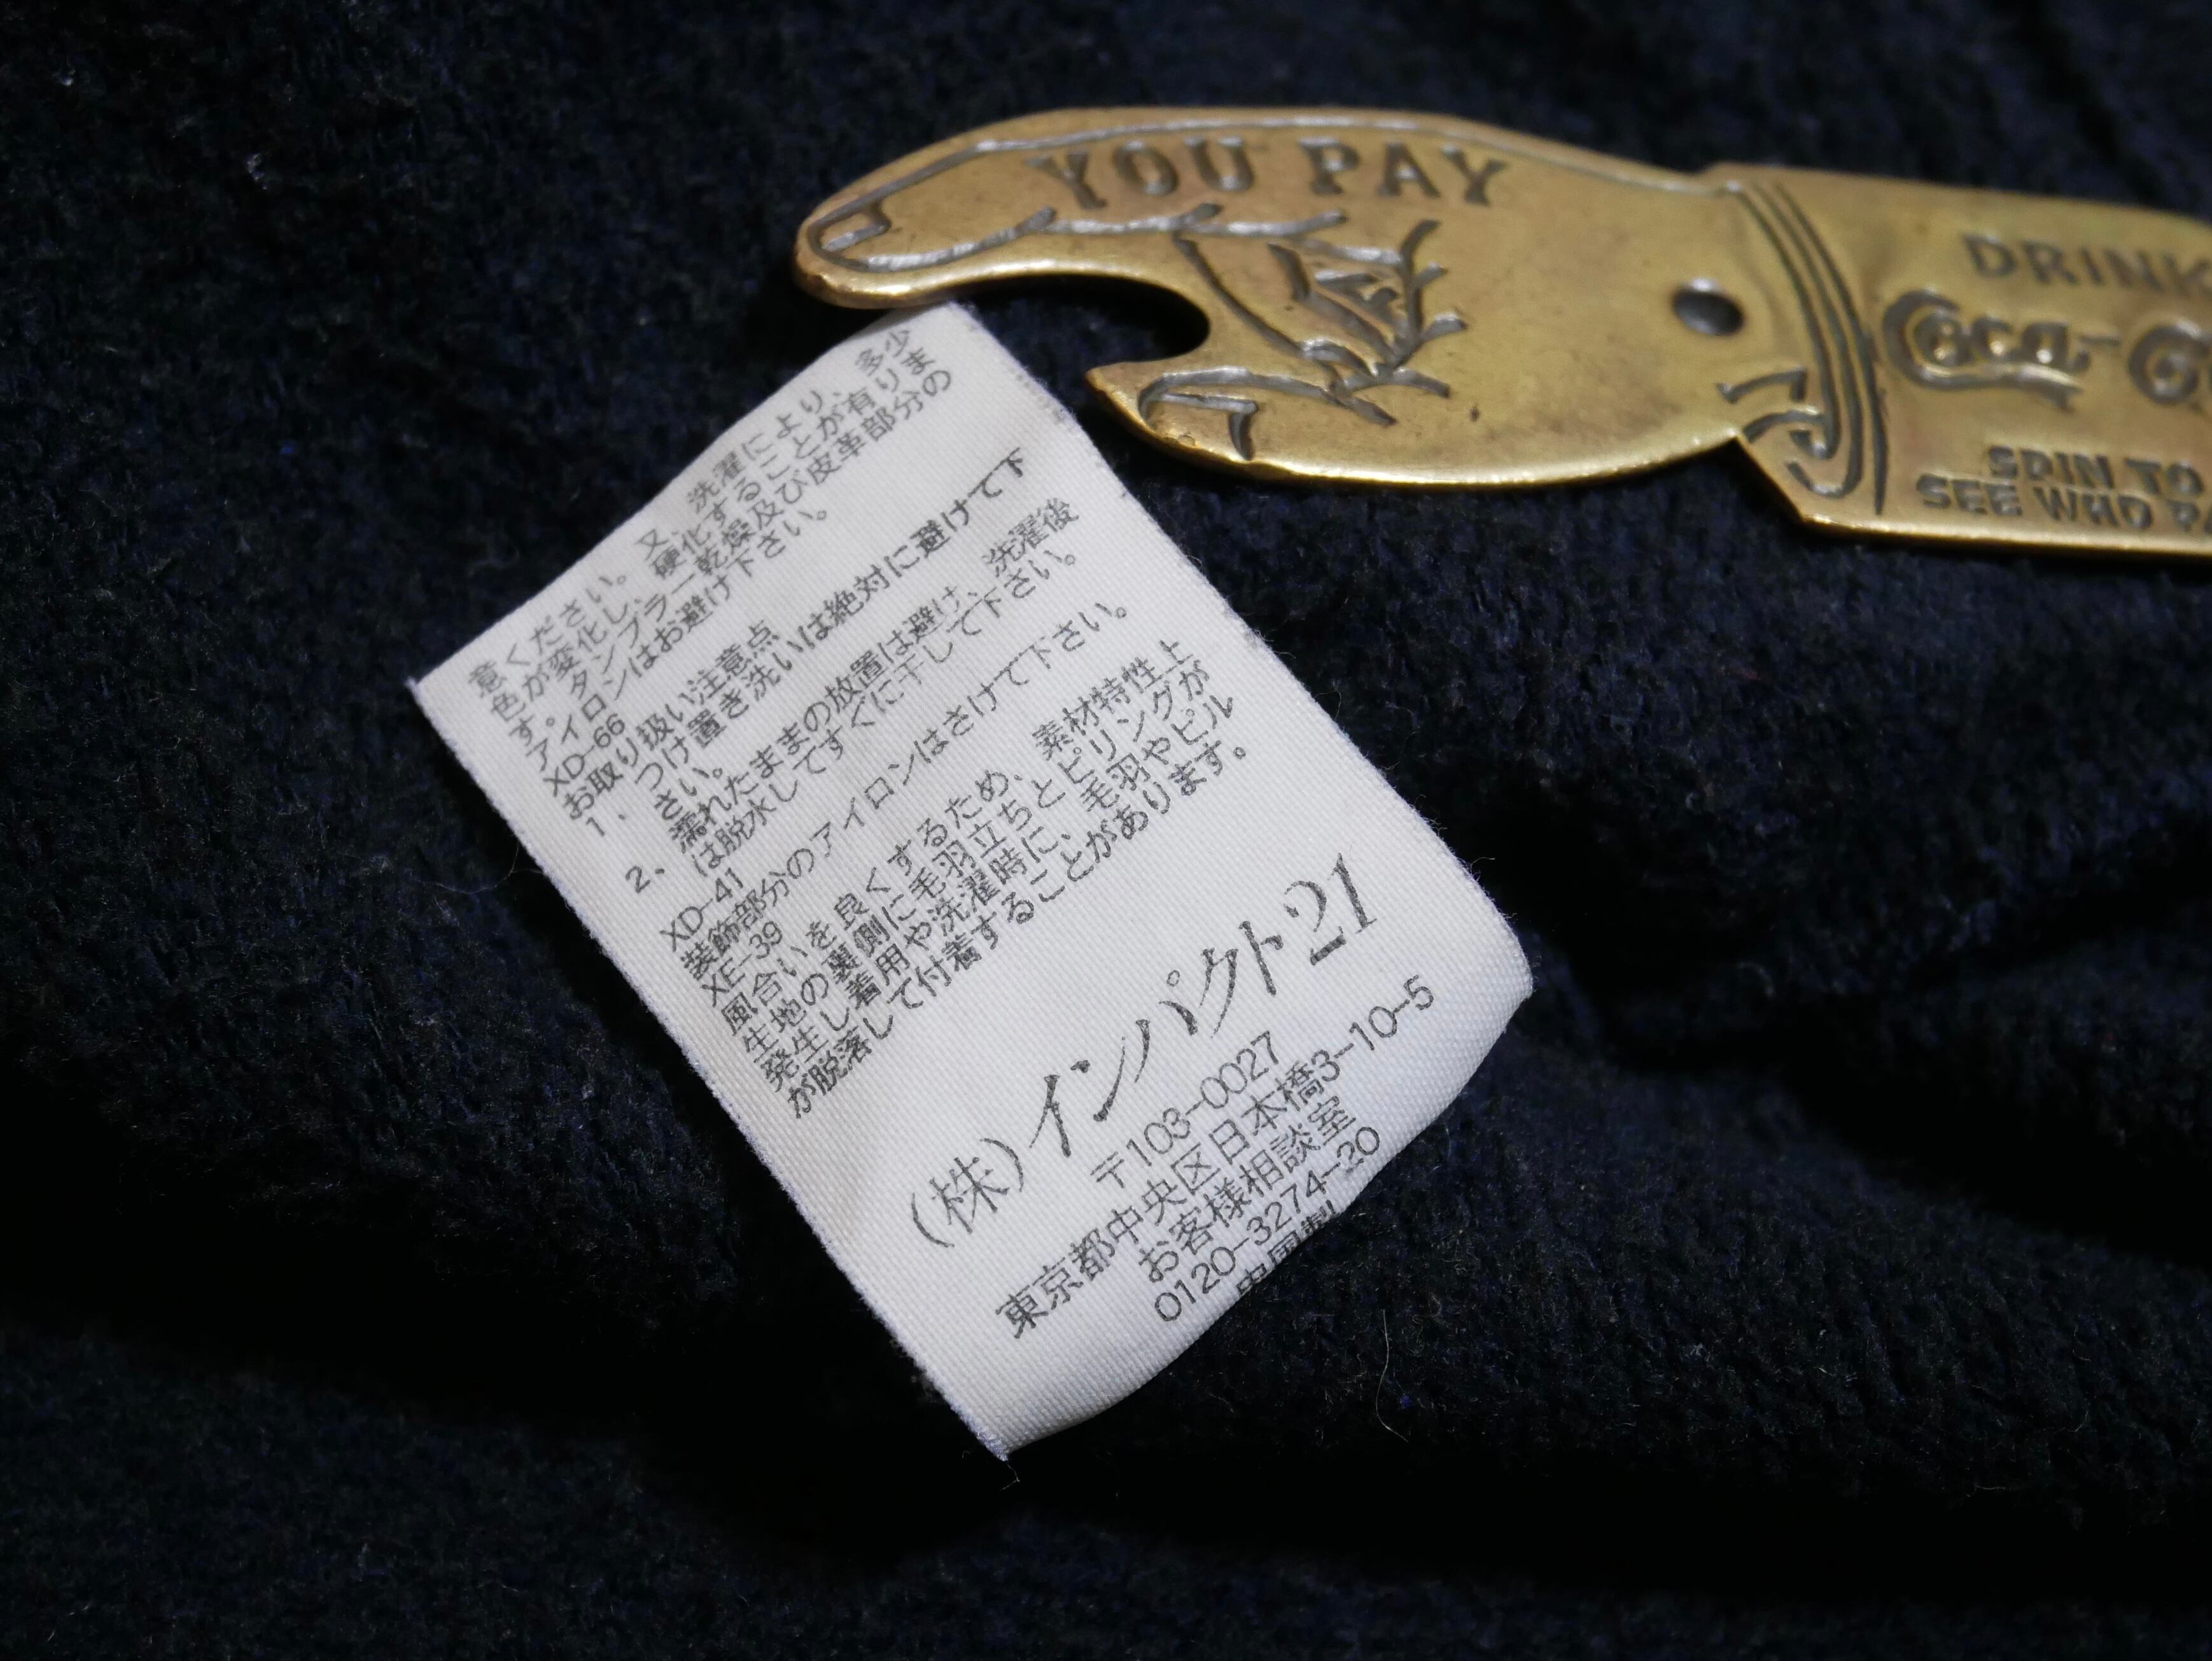 YOU PAY
DRINK
Coca-Co
SPIN TO
SEE WHO PA
意ください。又、洗濯により、多少
色が変化し、硬化することが有りま
す。タンブラー乾燥及び皮革部分の
アイロンはお避け下さい。
XD-66
お取り扱い注意点
1、つけ置き洗いは絶対に避けて下
さい。
2、濡れたままの放置は避け、洗濯後
は脱水してすぐに干して下さい。
XD-41
装飾部分のアイロンはさけて下さい。
XE-39
風合いを良くするため、素材特性上
生地の裏側に毛羽立ちとピリングが
発生し着用や洗濯時に、毛羽やピル
が脱落して付着することがあります。
(株)インパクト21
〒103-0027
東京都中央区日本橋3-10-5
お客様相談室
0120-3274-20
中国製